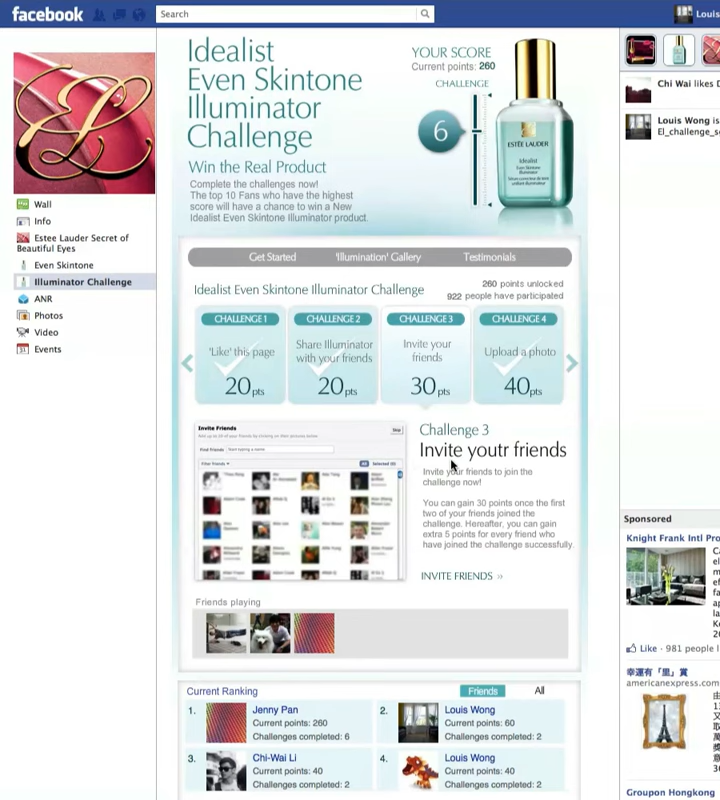 facebook
Search
Louis
Idealist
Even Skintone
Illuminator
Challenge
Win the Real Product
Complete the challenges now!
The top 10 Fans who have the highest
score will have a chance to win a New
Idealist Even Skintone Illuminator product.
YOUR SCORE
Current points: 260
CHALLENGE
6
ESTĒE LAUDER
Idealist
Even Skintone
Illuminator
Chi Wai likes
Louis Wong is
El_challenge_s
Wall
Info
Estee Lauder Secret of
Beautiful Eyes
Even Skintone
Illuminator Challenge
ANR
Photos
Video
Events
Get Started
'Illumination' Gallery
Testimonials
Idealist Even Skintone Illuminator Challenge
260 points unlocked
922 people have participated
CHALLENGE 1
'Like' this page
20pts
CHALLENGE 2
Share Illuminator
with your friends
20pts
CHALLENGE 3
Invite your
friends
30pts
CHALLENGE 4
Upload a photo
40pts
Invite Friends
Skip
Find Friends:
Start typing a name
Filter Friends
All
Selected (0)
Challenge 3
Invite youtr friends
Invite your friends to join the
challenge now!
You can gain 30 points once the first
two of your friends joined the
challenge. Hereafter, you can gain
extra 5 points for every friend who
have joined the challenge successfully.
INVITE FRIENDS »
Friends playing
Current Ranking
Friends
All
1. Jenny Pan
Current points: 260
Challenges completed: 6
2. Louis Wong
Current points: 60
Challenges completed: 2
3. Chi-Wai Li
Current points: 40
Challenges completed: 2
4. Louis Wong
Current points: 40
Challenges completed: 2
Sponsored
Knight Frank Intl Pro
Like · 981 people l
幸運有「里」賞
americanexpress.com
Groupon Hongkong